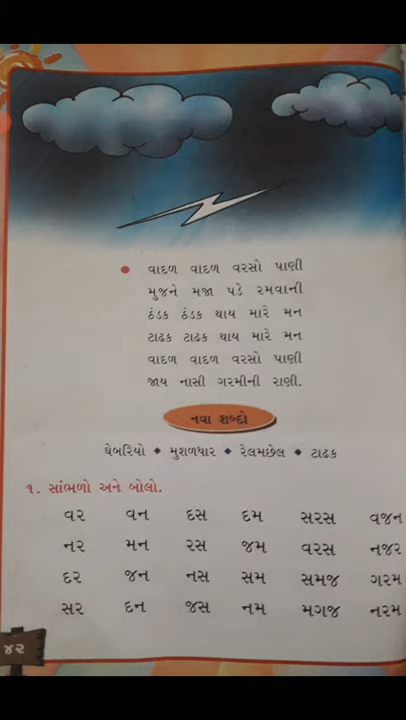 ● વાદળ વાદળ વરસો પાણી
મુજને મજા પડે રમવાની
ઠંડક ઠંડક થાય મારે મન
ટાઢક ટાઢક થાય મારે મન
વાદળ વાદળ વરસો પાણી
જાય નાસી ગરમીની રાણી.
નવા શબ્દો
ઘેબરિયો ◆ મુશળધાર ◆ રેલમછેલ ◆ ટાઢક
૧. સાંભળો અને બોલો.
વર વન દસ દમ સરસ વજન
નર મન રસ જમ વરસ નજર
દર જન નસ સમ સમજ ગરમ
સર દન જસ નમ મગજ નરમ
૪૨